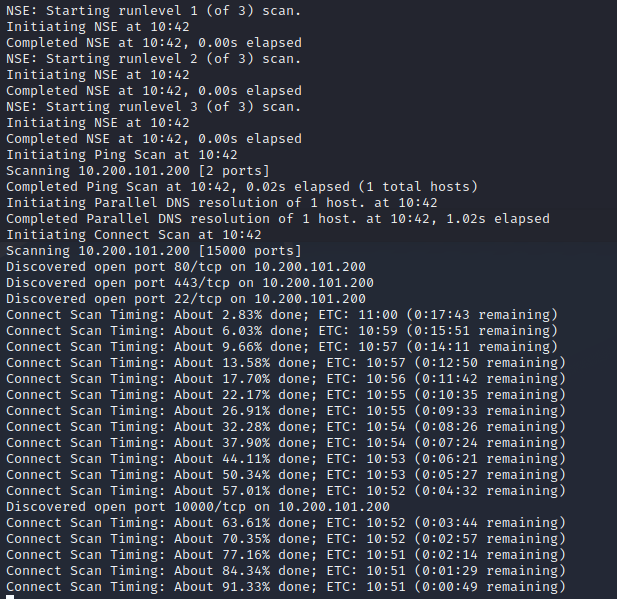 NSE: Starting runlevel 1 (of 3) scan.
Initiating NSE at 10:42
Completed NSE at 10:42, 0.00s elapsed
NSE: Starting runlevel 2 (of 3) scan.
Initiating NSE at 10:42
Completed NSE at 10:42, 0.00s elapsed
NSE: Starting runlevel 3 (of 3) scan.
Initiating NSE at 10:42
Completed NSE at 10:42, 0.00s elapsed
Initiating Ping Scan at 10:42
Scanning 10.200.101.200 [2 ports]
Completed Ping Scan at 10:42, 0.02s elapsed (1 total hosts)
Initiating Parallel DNS resolution of 1 host. at 10:42
Completed Parallel DNS resolution of 1 host. at 10:42, 1.02s elapsed
Initiating Connect Scan at 10:42
Scanning 10.200.101.200 [15000 ports]
Discovered open port 80/tcp on 10.200.101.200
Discovered open port 443/tcp on 10.200.101.200
Discovered open port 22/tcp on 10.200.101.200
Connect Scan Timing: About 2.83% done; ETC: 11:00 (0:17:43 remaining)
Connect Scan Timing: About 6.03% done; ETC: 10:59 (0:15:51 remaining)
Connect Scan Timing: About 9.66% done; ETC: 10:57 (0:14:11 remaining)
Connect Scan Timing: About 13.58% done; ETC: 10:57 (0:12:50 remaining)
Connect Scan Timing: About 17.70% done; ETC: 10:56 (0:11:42 remaining)
Connect Scan Timing: About 22.17% done; ETC: 10:55 (0:10:35 remaining)
Connect Scan Timing: About 26.91% done; ETC: 10:55 (0:09:33 remaining)
Connect Scan Timing: About 32.28% done; ETC: 10:54 (0:08:26 remaining)
Connect Scan Timing: About 37.90% done; ETC: 10:54 (0:07:24 remaining)
Connect Scan Timing: About 44.11% done; ETC: 10:53 (0:06:21 remaining)
Connect Scan Timing: About 50.34% done; ETC: 10:53 (0:05:27 remaining)
Connect Scan Timing: About 57.01% done; ETC: 10:52 (0:04:32 remaining)
Discovered open port 10000/tcp on 10.200.101.200
Connect Scan Timing: About 63.61% done; ETC: 10:52 (0:03:44 remaining)
Connect Scan Timing: About 70.35% done; ETC: 10:52 (0:02:57 remaining)
Connect Scan Timing: About 77.16% done; ETC: 10:51 (0:02:14 remaining)
Connect Scan Timing: About 84.34% done; ETC: 10:51 (0:01:29 remaining)
Connect Scan Timing: About 91.33% done; ETC: 10:51 (0:00:49 remaining)